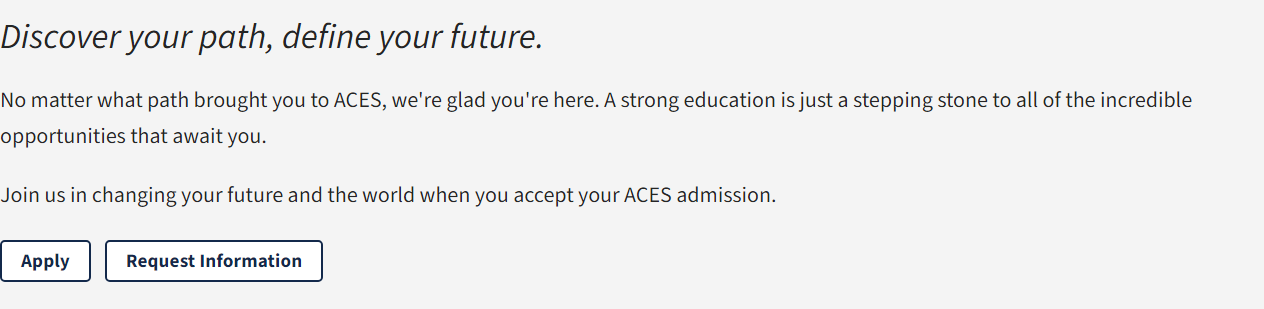 Discover your path, define your future.
No matter what path brought you to ACES, we're glad you're here. A strong education is just a stepping stone to all of the incredible
opportunities that await you.
Join us in changing your future and the world when you accept your ACES admission.
Apply
Request Information